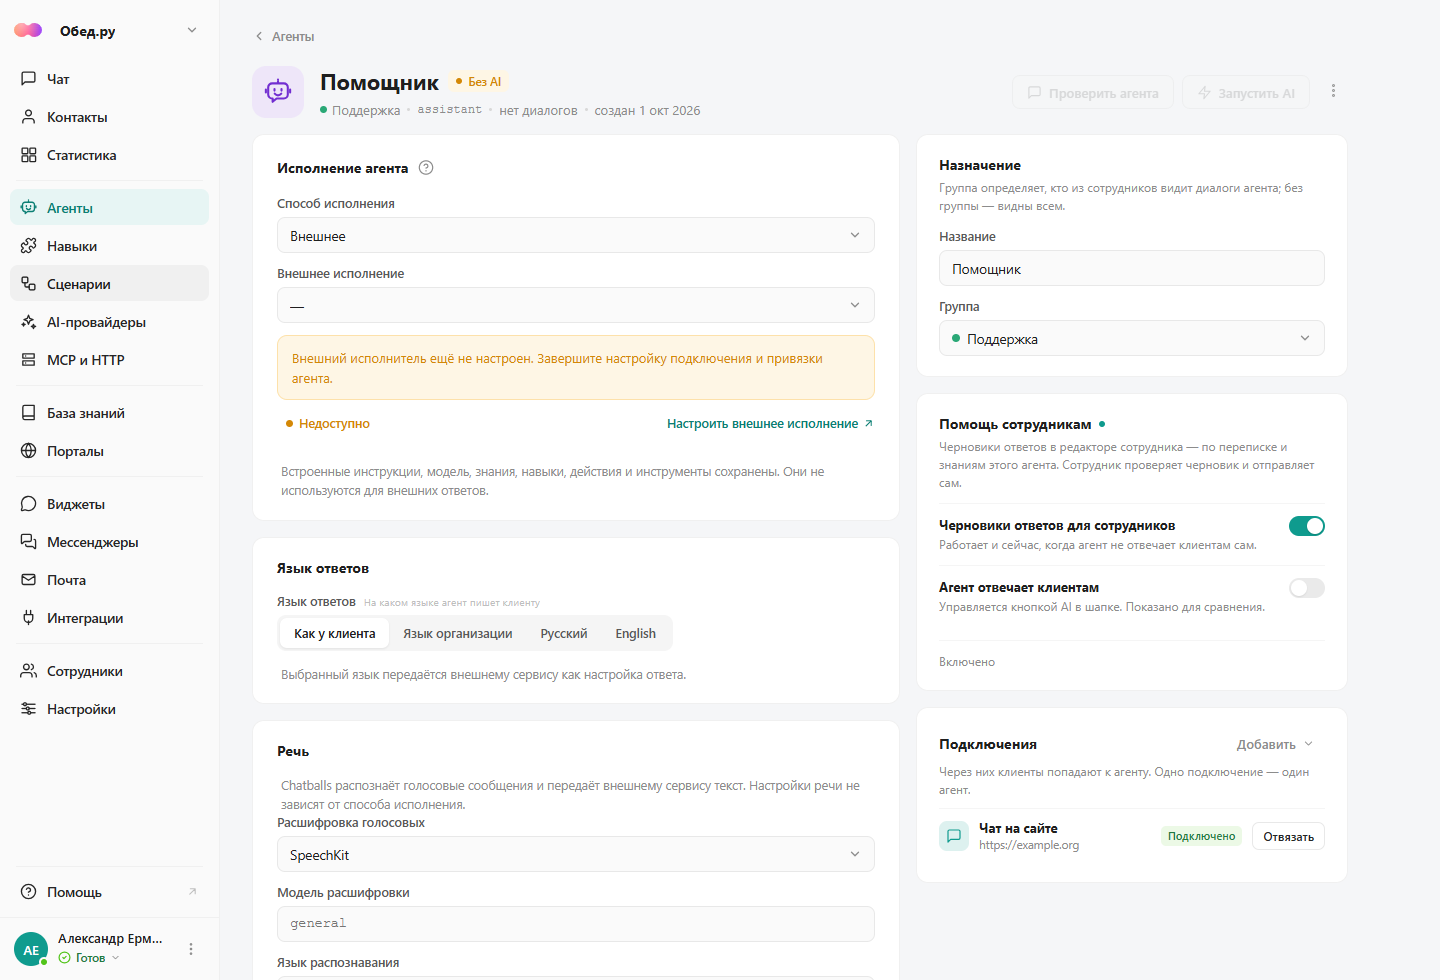 Обед.ру
Чат
Контакты
Статистика
Агенты
Навыки
Сценарии
AI-провайдеры
MCP и HTTP
База знаний
Порталы
Виджеты
Мессенджеры
Почта
Интеграции
Сотрудники
Настройки
Помощь
АЕ
Александр Ерм...
Готов
Агенты
Помощник
Без AI
Поддержка • assistant • нет диалогов • создан 1 окт 2026
Проверить агента
Запустить AI
Исполнение агента
Способ исполнения
Внешнее
Внешнее исполнение
—
Внешний исполнитель ещё не настроен. Завершите настройку подключения и привязки
агента.
Недоступно
Настроить внешнее исполнение
Встроенные инструкции, модель, знания, навыки, действия и инструменты сохранены. Они не
используются для внешних ответов.
Язык ответов
Язык ответов На каком языке агент пишет клиенту
Как у клиента
Язык организации
Русский
English
Выбранный язык передаётся внешнему сервису как настройка ответа.
Речь
Chatballs распознаёт голосовые сообщения и передаёт внешнему сервису текст. Настройки речи не
зависят от способа исполнения.
Расшифровка голосовых
SpeechKit
Модель расшифровки
general
Язык распознавания
Назначение
Группа определяет, кто из сотрудников видит диалоги агента; без
группы — видны всем.
Название
Помощник
Группа
Поддержка
Помощь сотрудникам
Черновики ответов в редакторе сотрудника — по переписке и
знаниям этого агента. Сотрудник проверяет черновик и отправляет
сам.
Черновики ответов для сотрудников
Работает и сейчас, когда агент не отвечает клиентам сам.
Агент отвечает клиентам
Управляется кнопкой AI в шапке. Показано для сравнения.
Включено
Подключения
Добавить
Через них клиенты попадают к агенту. Одно подключение — один
агент.
Чат на сайте
https://example.org
Подключено
Отвязать